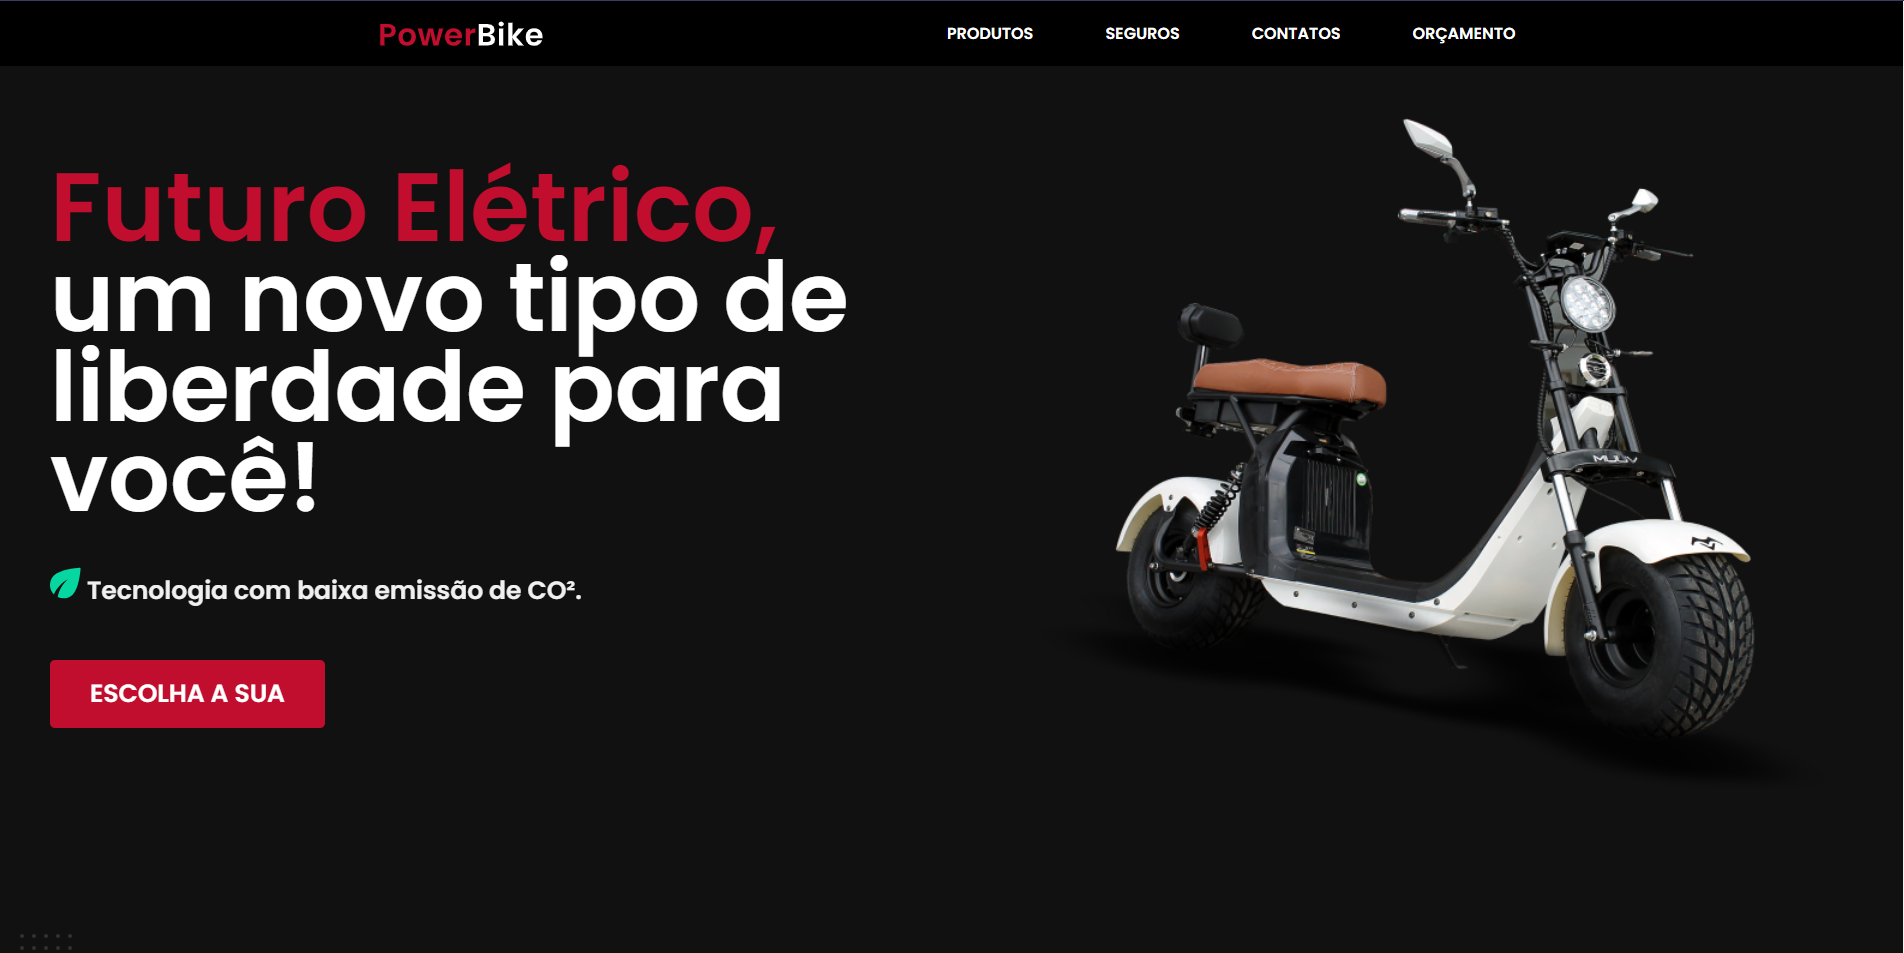 PowerBike
PRODUTOS
SEGUROS
CONTATOS
ORÇAMENTO
Futuro Elétrico,
um novo tipo de
liberdade para
você!
Tecnologia com baixa emissão de CO².
ESCOLHA A SUA
MUUV